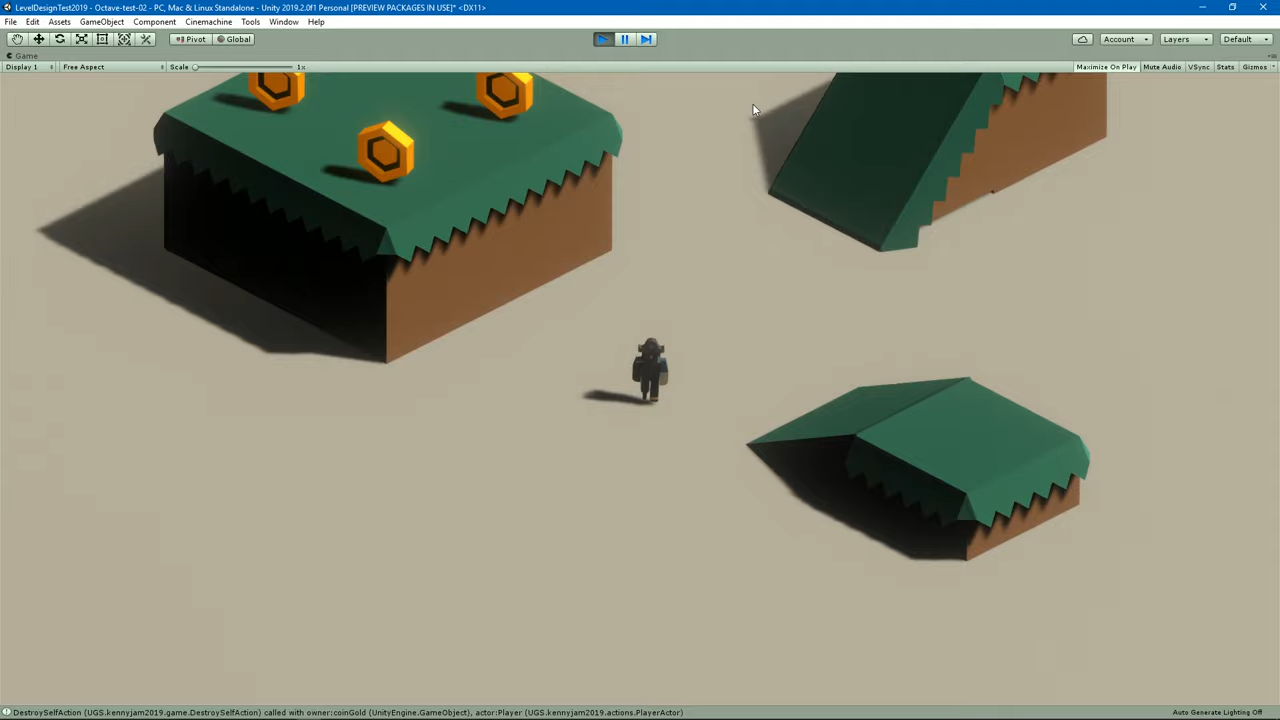 LevelDesignTest2019 - Octave-test-02 - PC, Mac & Linux Standalone - Unity 2019.2.0f1 Personal [PREVIEW PACKAGES IN USE]* <DX11>
File Edit Assets GameObject Component Cinemachine Tools Window Help
Pivot Global Account Layers Default
Game
Display 1 Free Aspect Scale 1x Maximize On Play Mute Audio VSync Stats Gizmos
DestroySelfAction (UGS.kennyjam2019.game.DestroySelfAction) called with owner:coinGold (UnityEngine.GameObject), actor:Player (UGS.kennyjam2019.actions.PlayerActor)
Auto Generate Lighting Off